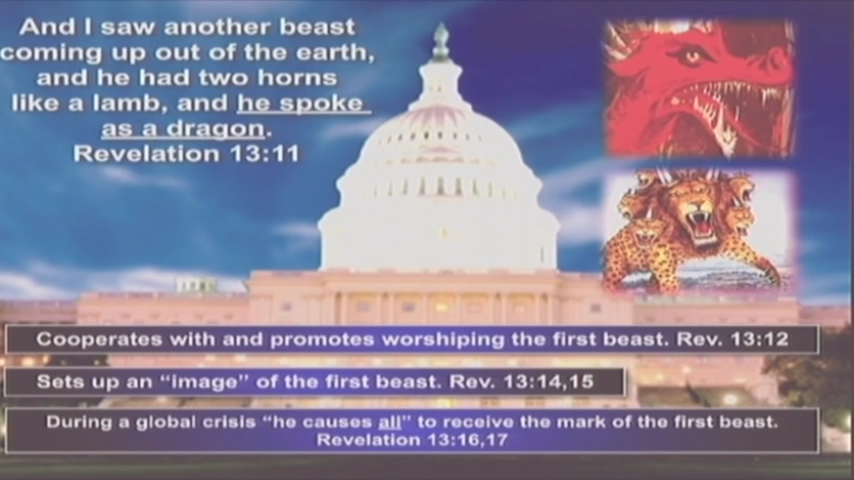 And I saw another beast
coming up out of the earth,
and he had two horns
like a lamb, and he spoke
as a dragon.
Revelation 13:11
Cooperates with and promotes worshiping the first beast. Rev. 13:12
Sets up an “image” of the first beast. Rev. 13:14,15
During a global crisis “he causes all” to receive the mark of the first beast.
Revelation 13:16,17